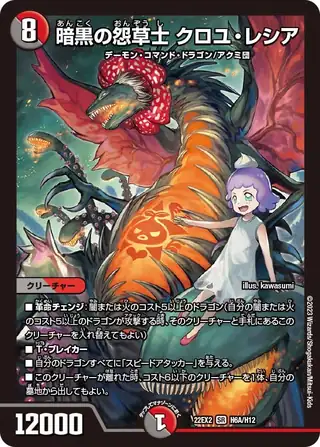 8
あんこく おんぞうし
暗黒の怨草士 クロユ・レシア
デーモン・コマンド・ドラゴン/アクミ団
illus. kawasumi
クリーチャー
■革命チェンジ:闇または火のコスト5以上のドラゴン(自分の闇または火
のコスト5以上のドラゴンが攻撃する時、そのクリーチャーと手札にあるこの
クリーチャーを入れ替えてもよい)
■T・ブレイカー
■自分のドラゴンすべてに「スピードアタッカー」を与える。
■このクリーチャーが離れた時、コスト8以下のクリーチャーを1体、自分の
墓地から出してもよい。
12000
1
22EX2 SR H6A/H12
©2023 Wizards/Shogakukan/Mitsui-Kids